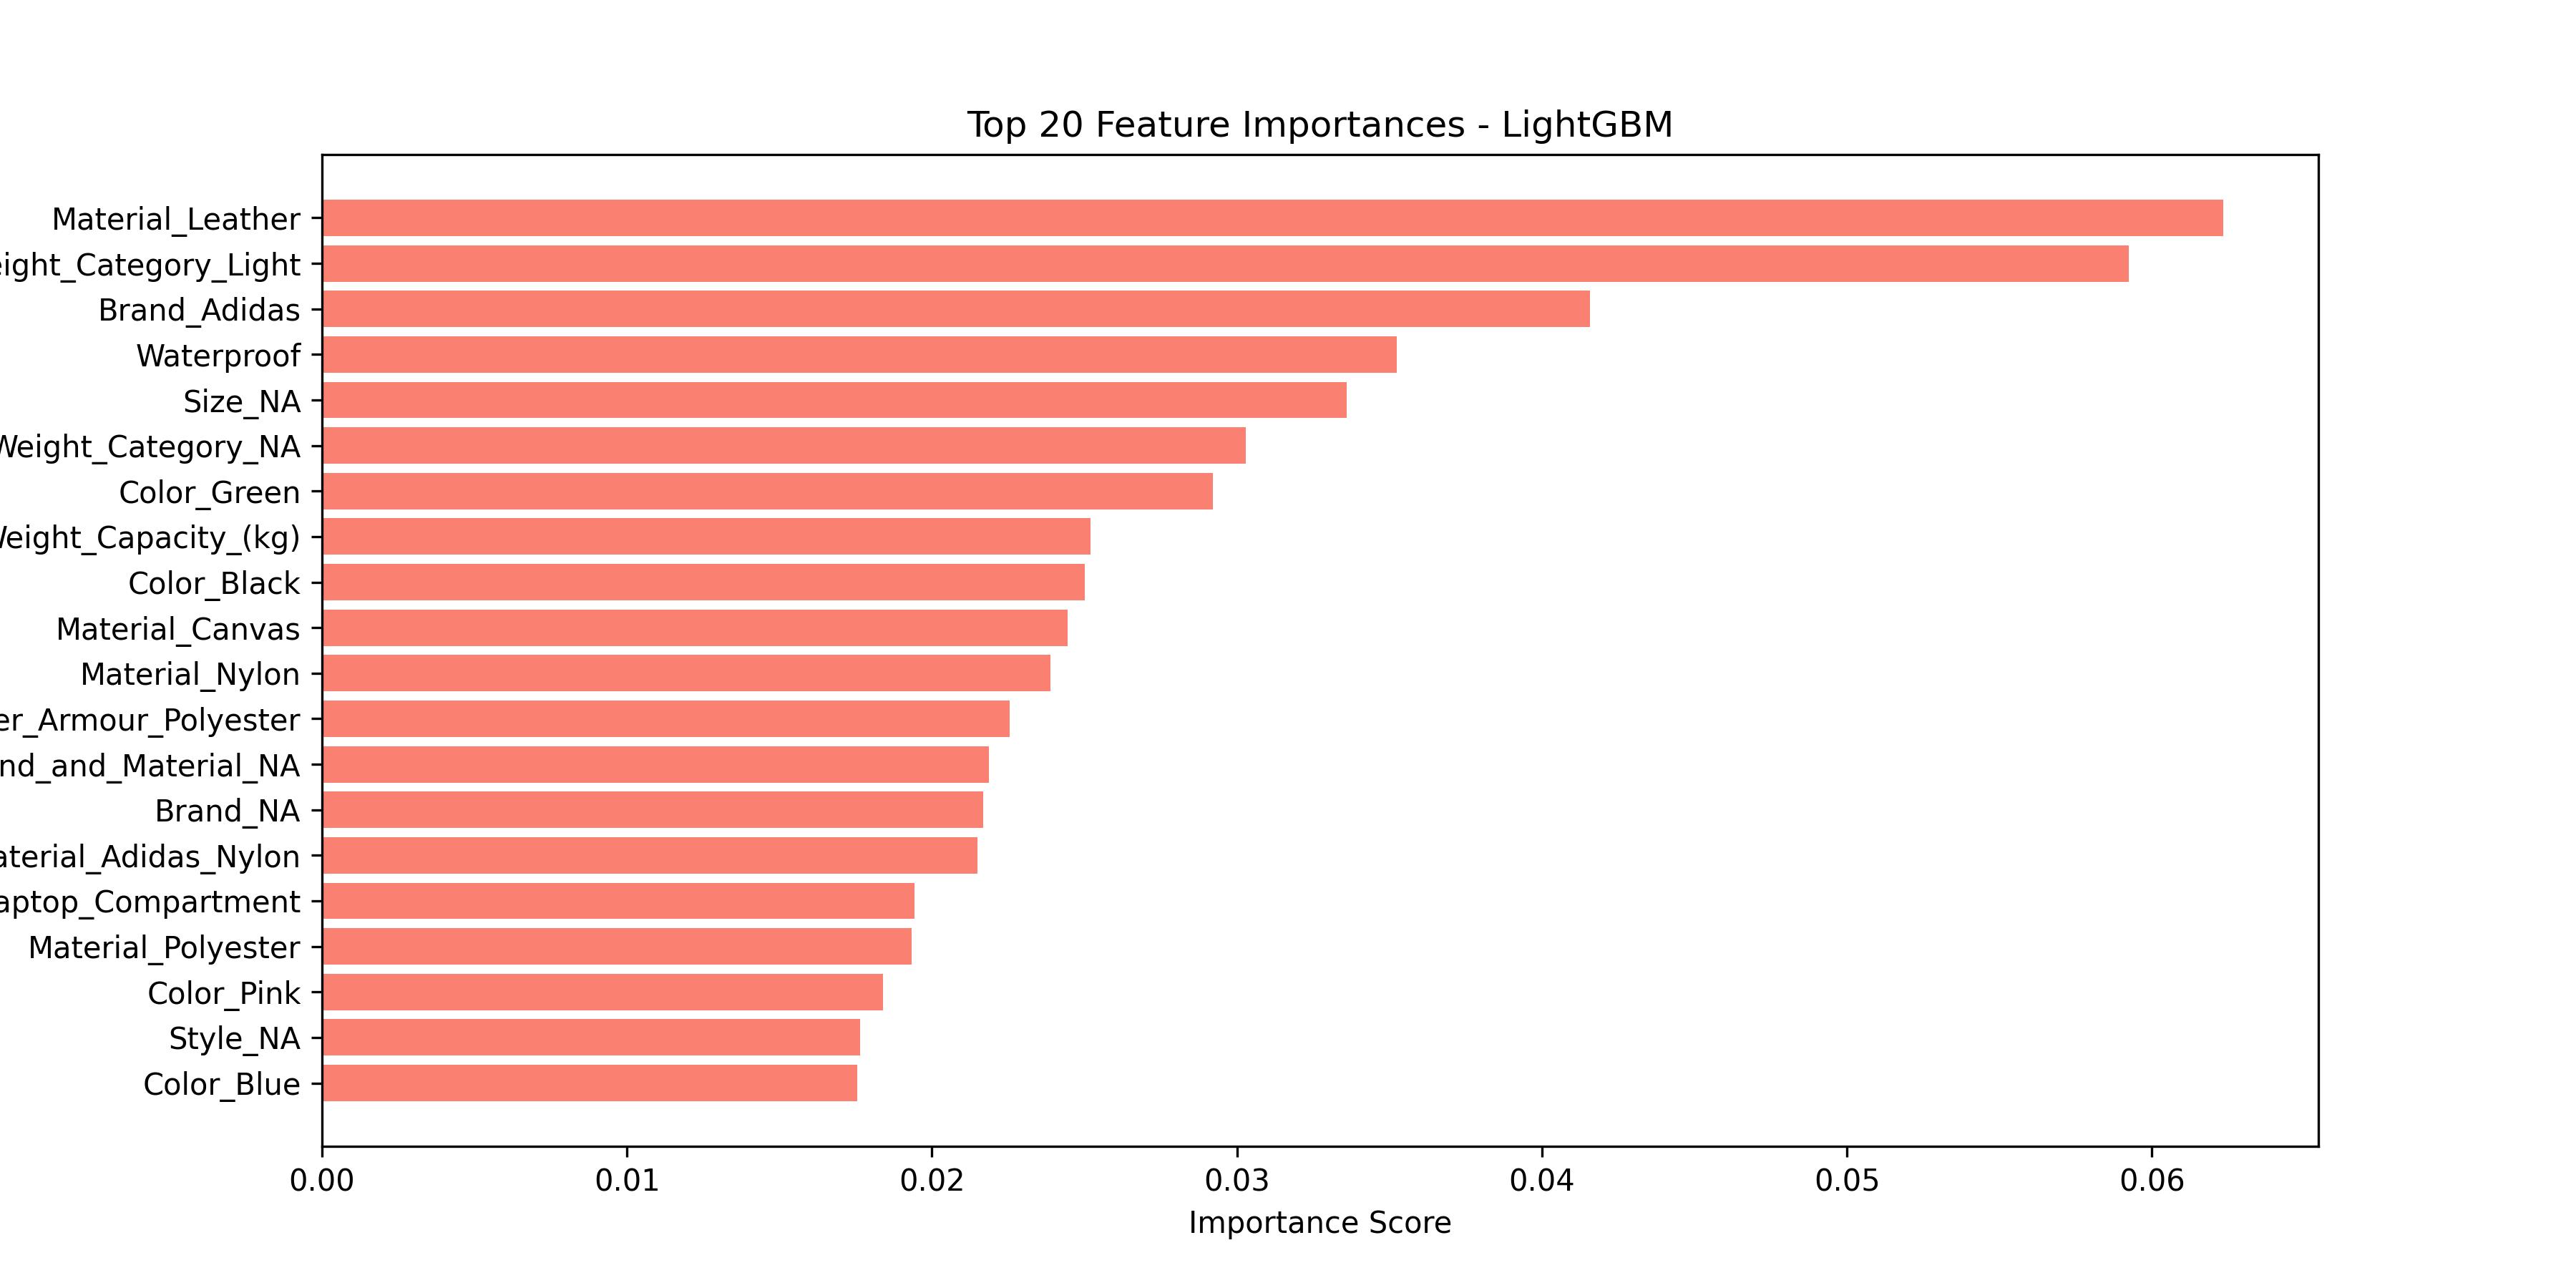 Top 20 Feature Importances - LightGBM
Material_Leather
eight_Category_Light
Brand_Adidas
Waterproof
Size_NA
Weight_Category_NA
Color_Green
Weight_Capacity_(kg)
Color_Black
Material_Canvas
Material_Nylon
er_Armour_Polyester
nd_and_Material_NA
Brand_NA
aterial_Adidas_Nylon
aptop_Compartment
Material_Polyester
Color_Pink
Style_NA
Color_Blue
0.00 0.01 0.02 0.03 0.04 0.05 0.06
Importance Score